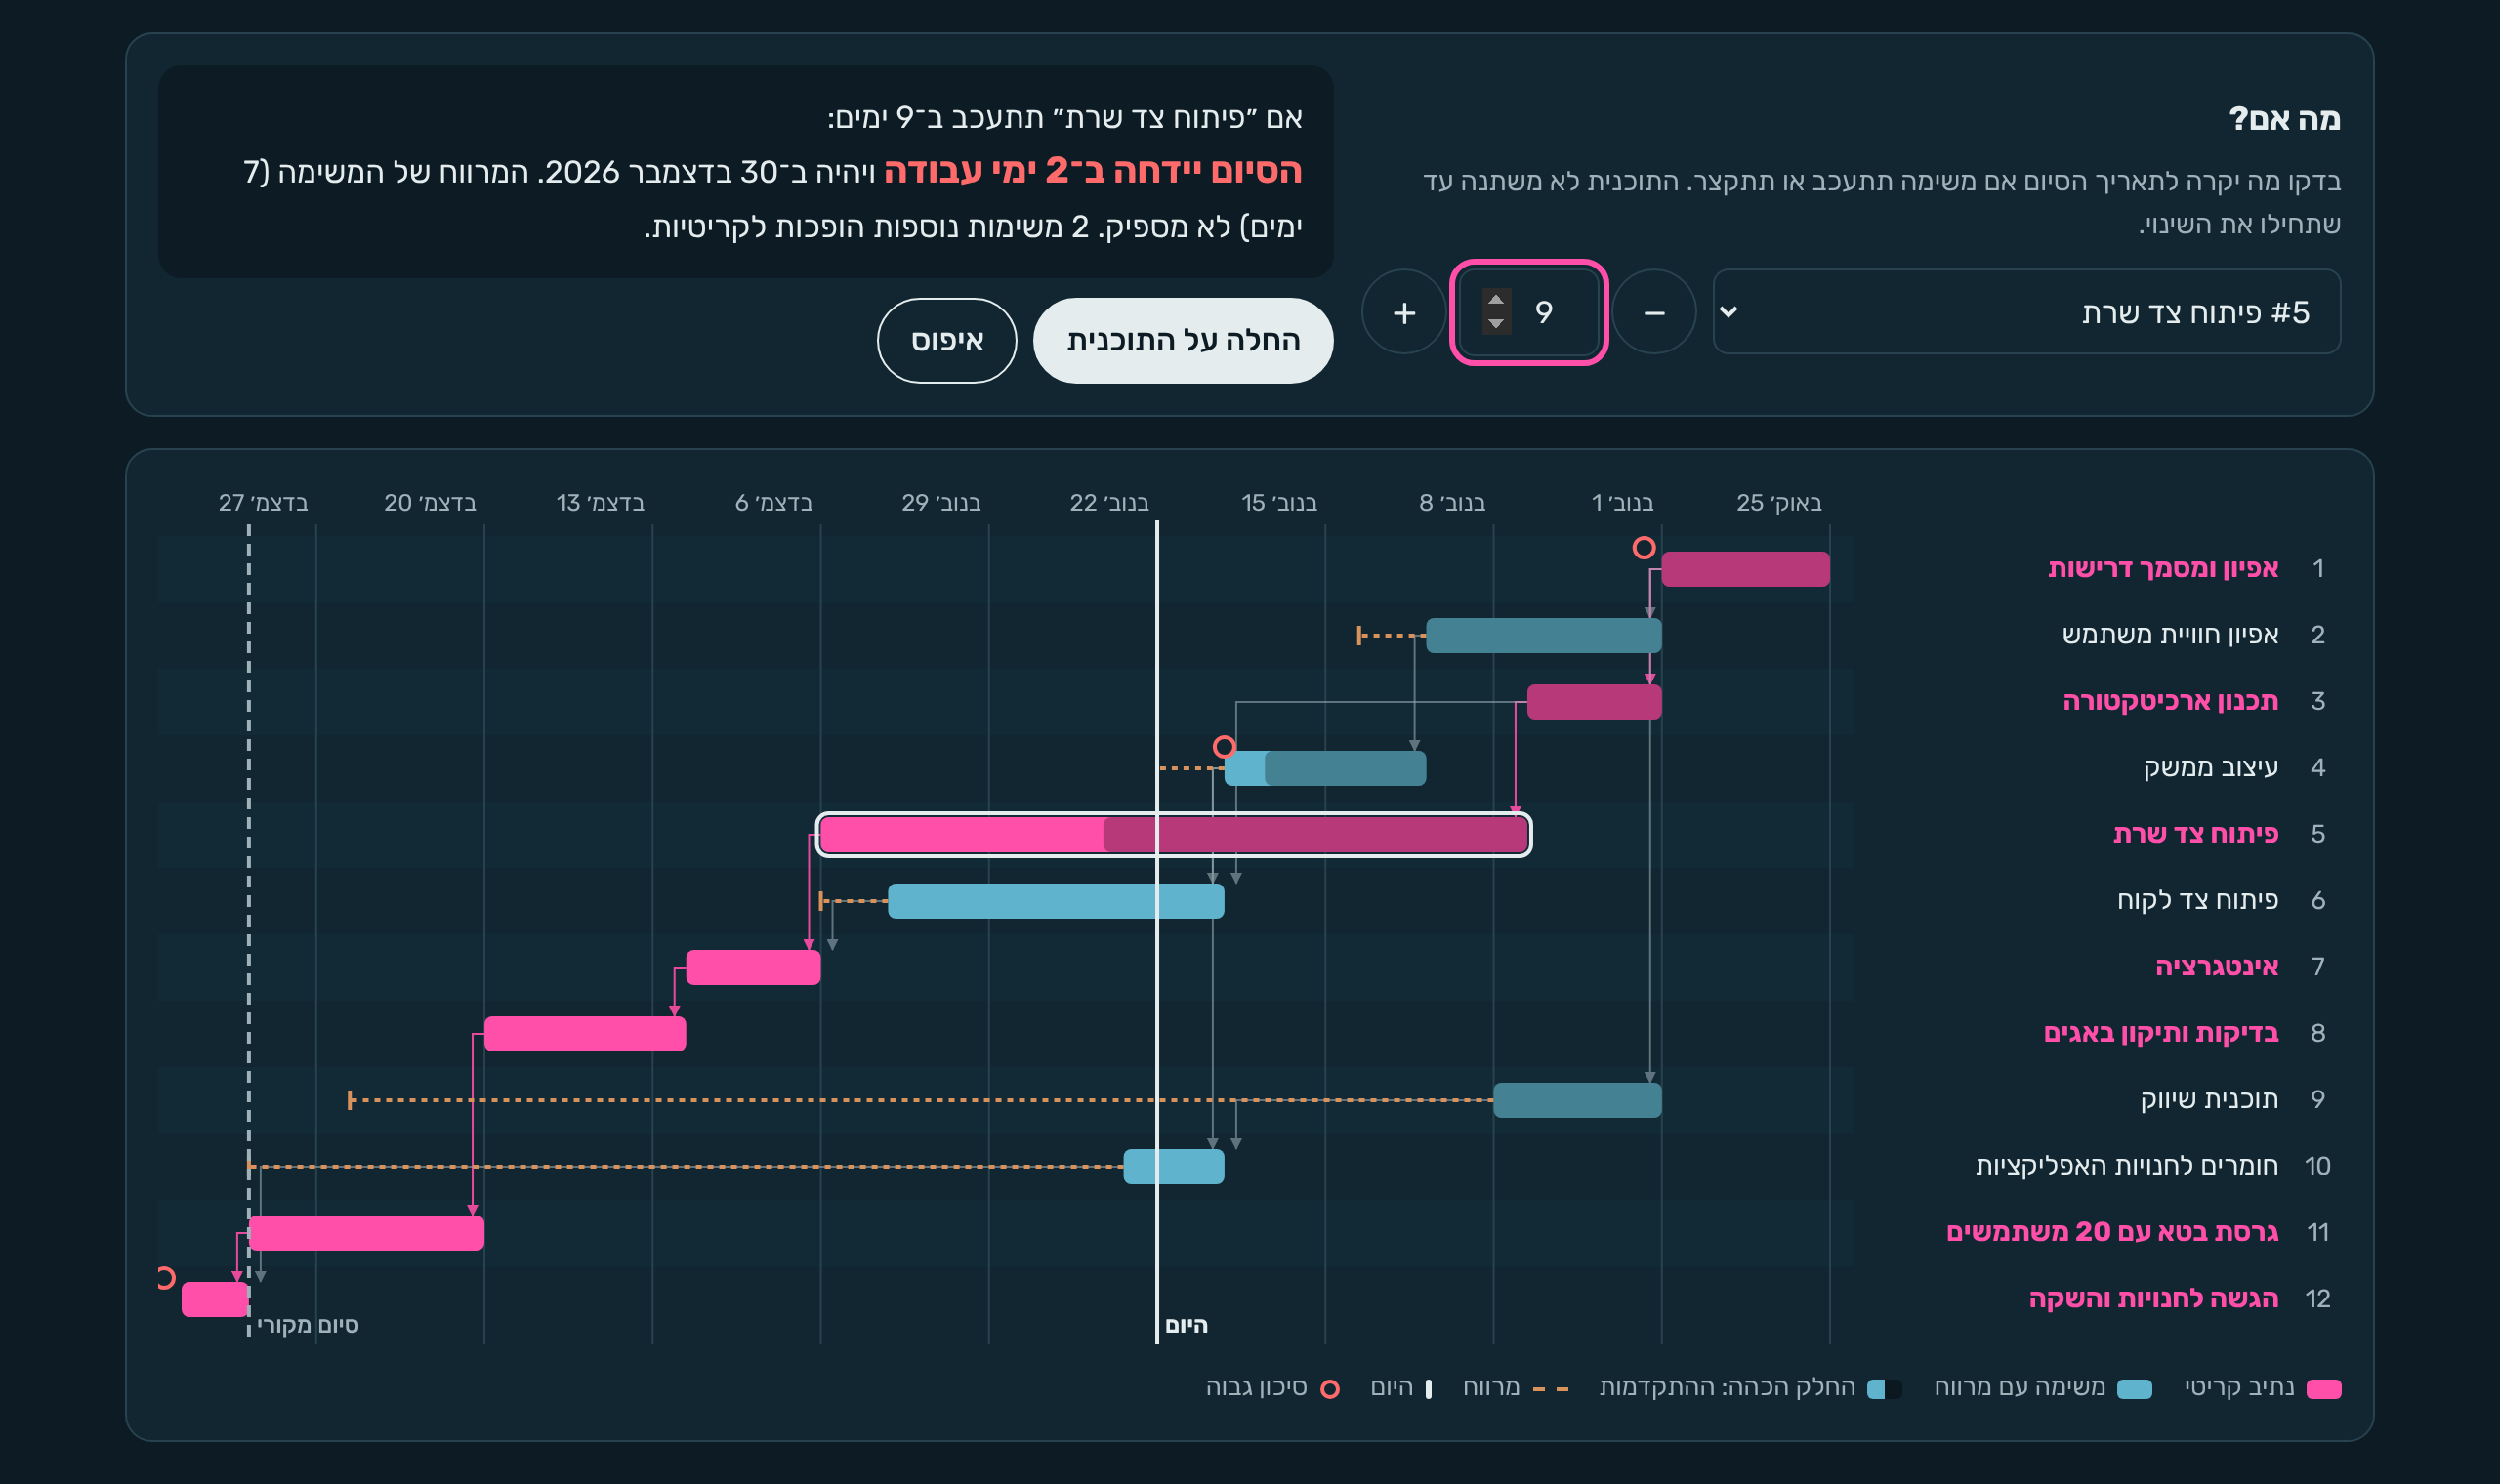 מה אם?
בדקו מה יקרה לתאריך הסיום אם משימה תתעכב או תתקצר. התוכנית לא משתנה עד
שתחילו את השינוי.
#5 פיתוח צד שרת
−
9
+
אם ״פיתוח צד שרת״ תתעכב ב־9 ימים:
הסיום יידחה ב־2 ימי עבודה ויהיה ב־30 בדצמבר 2026. המרווח של המשימה (7
ימים) לא מספיק. 2 משימות נוספות הופכות לקריטיות.
החלה על התוכנית
איפוס
25 באוק׳
1 בנוב׳
8 בנוב׳
15 בנוב׳
22 בנוב׳
29 בנוב׳
6 בדצמ׳
13 בדצמ׳
20 בדצמ׳
27 בדצמ׳
1 אפיון ומסמך דרישות
2 אפיון חוויית משתמש
3 תכנון ארכיטקטורה
4 עיצוב ממשק
5 פיתוח צד שרת
6 פיתוח צד לקוח
7 אינטגרציה
8 בדיקות ותיקון באגים
9 תוכנית שיווק
10 חומרים לחנויות האפליקציות
11 גרסת בטא עם 20 משתמשים
12 הגשה לחנויות והשקה
היום
סיום מקורי
נתיב קריטי
משימה עם מרווח
החלק הכהה: ההתקדמות
מרווח
היום
סיכון גבוה